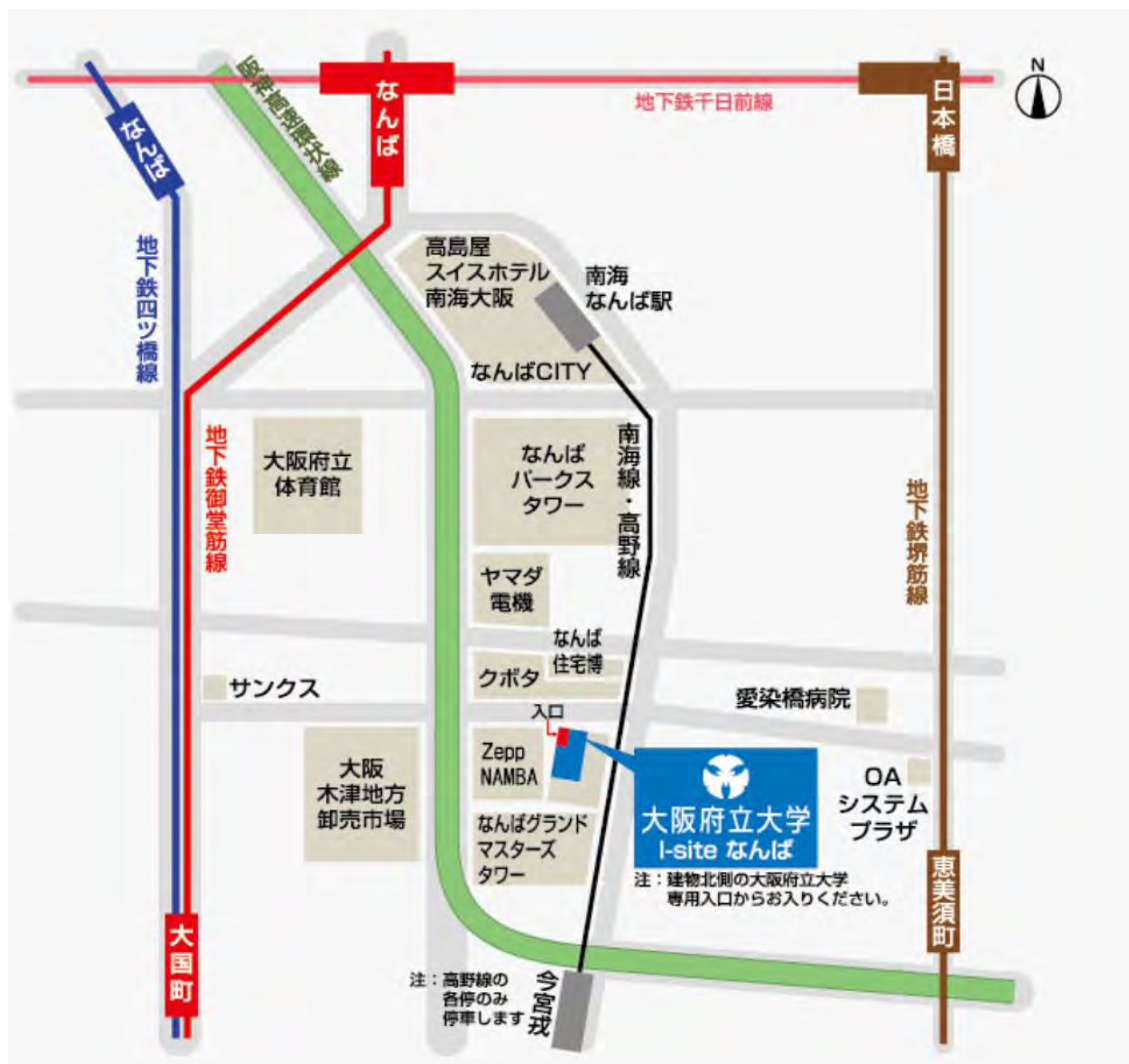 N
なんば
なんば
阪神高速環状線
地下鉄千日前線
日本橋
高島屋
スイスホテル
南海大阪
南海
なんば駅
地下鉄四ツ橋線
なんばCITY
大阪府立
体育館
なんば
パークス
タワー
南海線・高野線
地下鉄御堂筋線
地下鉄堺筋線
ヤマダ
電機
なんば
住宅博
クボタ
サンクス
愛染橋病院
入口
Zepp
NAMBA
大阪
木津地方
卸売市場
大阪府立大学
I-site なんば
OA
システム
プラザ
なんばグランド
マスターズ
タワー
注：建物北側の大阪府立大学
専用入口からお入りください。
恵美須町
大国町
注：高野線の
各停のみ
停車します
今宮戎